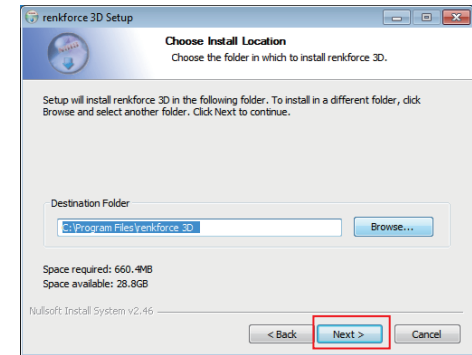 renkforce 3D Setup
Choose Install Location
Choose the folder in which to install renkforce 3D.
Setup will install renkforce 3D in the following folder. To install in a different folder, click
Browse and select another folder. Click Next to continue.
Destination Folder
C:\Program Files\renkforce 3D
Browse...
Space required: 660.4MB
Space available: 28.8GB
Nullsoft Install System v2.46
< Back
Next >
Cancel